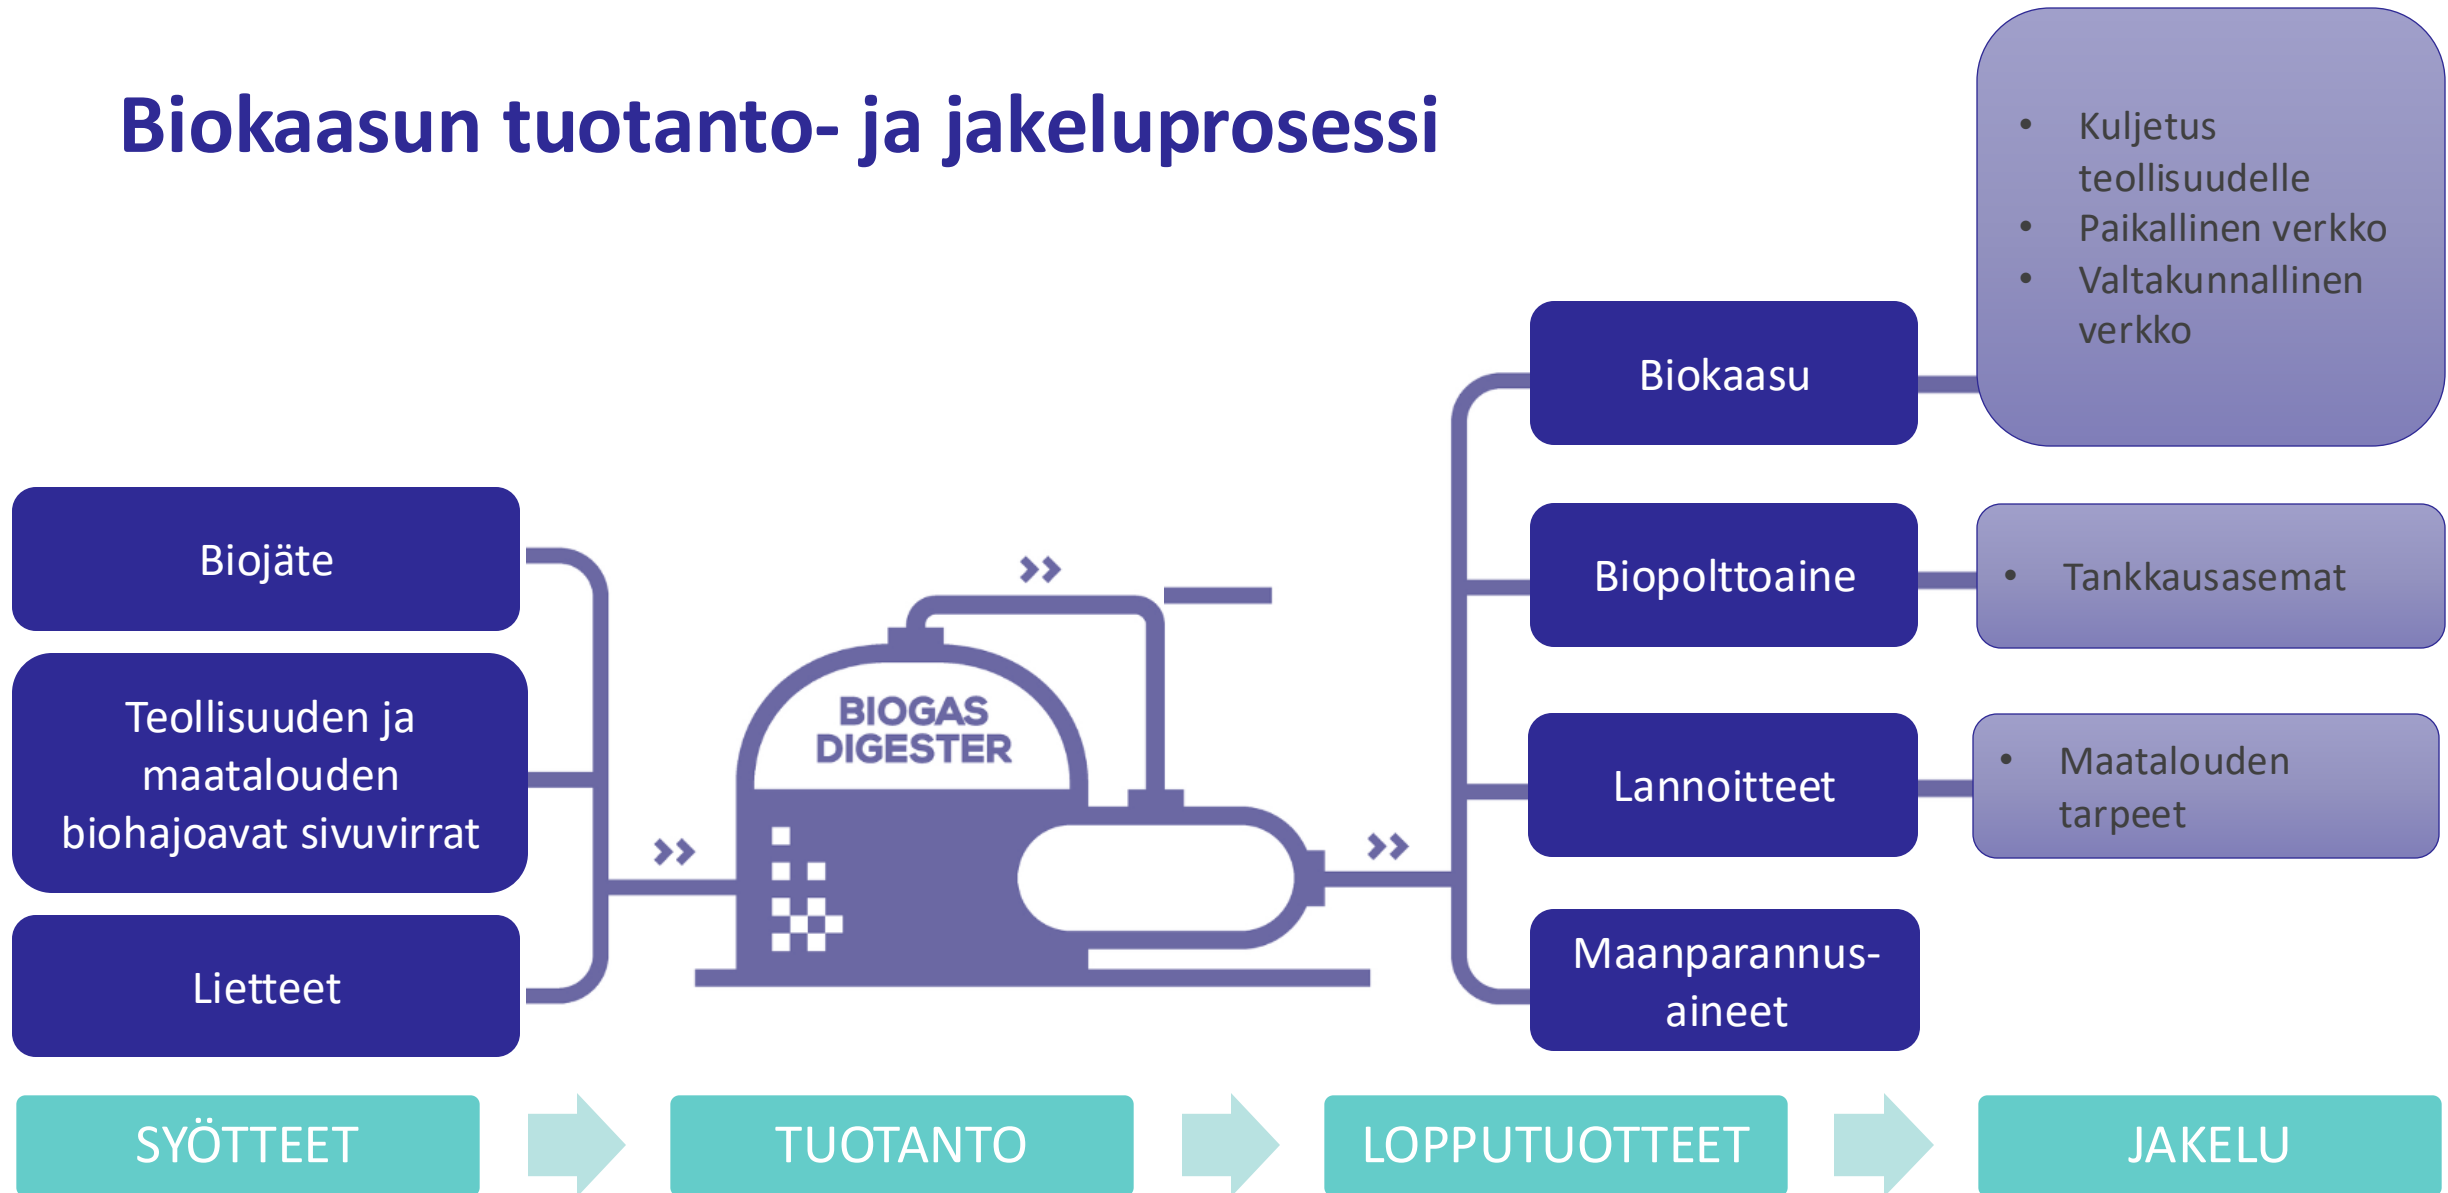 Biokaasun tuotanto- ja jakeluprosessi
• Kuljetus
teollisuudelle
• Paikallinen verkko
• Valtakunnallinen
verkko
Biokaasu
Biojäte
Biopolttoaine
• Tankkausasemat
Teollisuuden ja
maatalouden
biohajoavat sivuvirrat
BIOGAS
DIGESTER
Lannoitteet
• Maatalouden
tarpeet
Lietteet
Maanparannus-
aineet
SYÖTTEET
TUOTANTO
LOPPUTUOTTEET
JAKELU